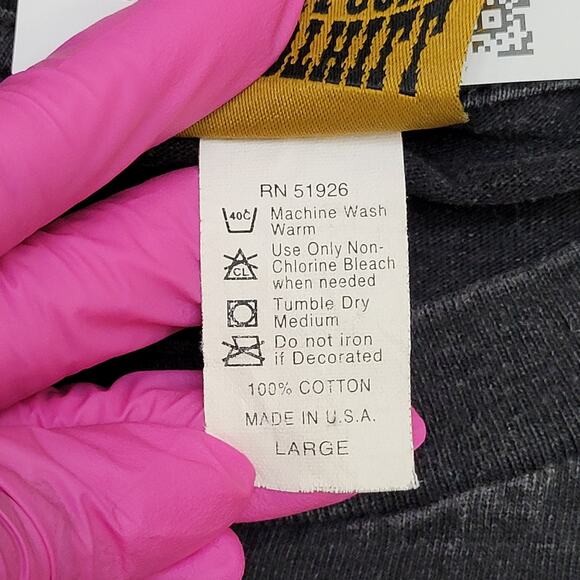 RN 51926
40C Machine Wash
Warm
CL Use Only Non-
Chlorine Bleach
when needed
Tumble Dry
Medium
Do not iron
if Decorated
100% COTTON
MADE IN U.S.A.
LARGE